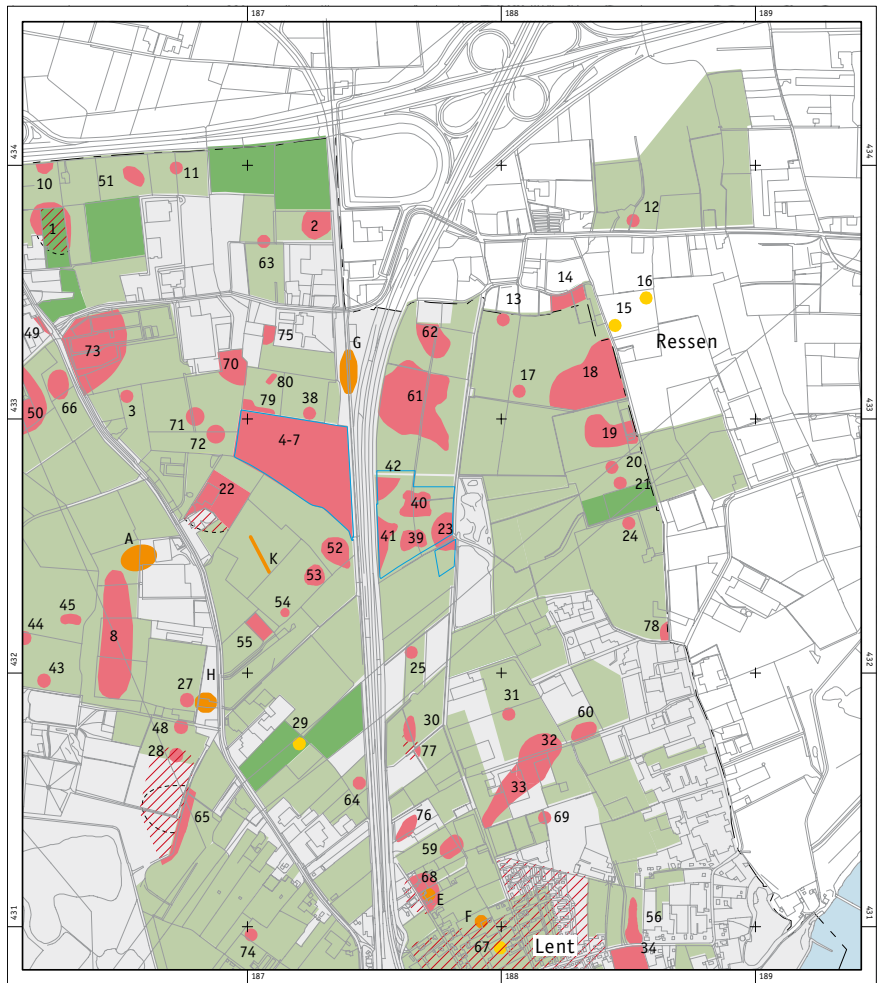 187 188 189
434 434
10 51 11
12
1 2
63
14
16
13 15
49 75 G 62 Ressen
73
70
80 17 18
50 66 3 79 38 61
71 433 433
72 4-7 19
42 20
22 40 21
41 39 23 24
A 52
K 53
45 54
44 8 55 78
432 432
43 H 25
27 31
29 30 60
48 32
28 77
33
64
65 76 69
59
68
E
F 56
431 431
74 67 Lent 34
187 188 189